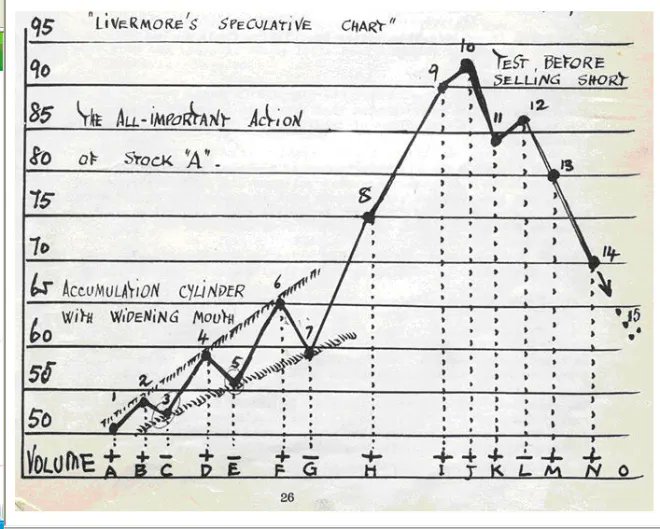 95 "LIVERMORE'S SPECULATIVE CHART"
10
90 9 TEST, BEFORE
SELLING SHORT
85 THE ALL-IMPORTANT ACTION 11 12
80 OF STOCK "A". 13
75 8
70 14
65 ACCUMULATION CYLINDER 6
WITH WIDENING MOUTH 15
60 4 7
55 1 2 3 5
50
VOLUME + + - + - + - + + + + - + +
A B C D E F G H I J K L M N O
26